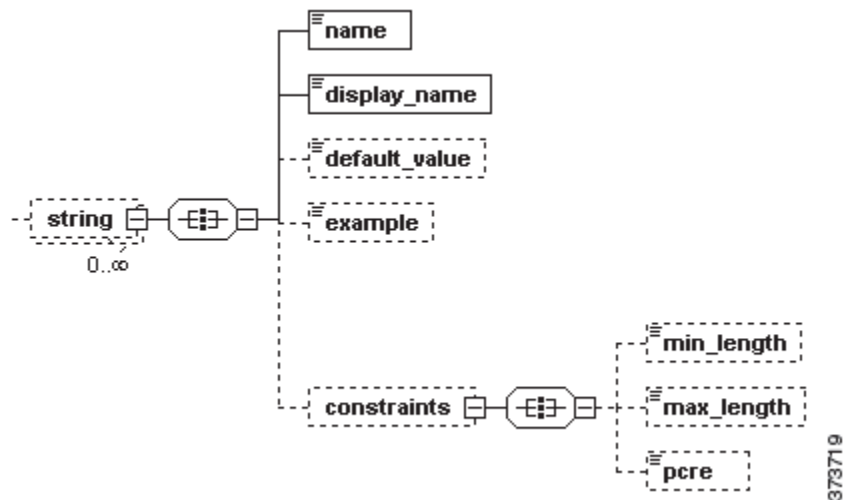 name
display_name
default_value
string
0..∞
example
min_length
constraints
max_length
pcre
373719